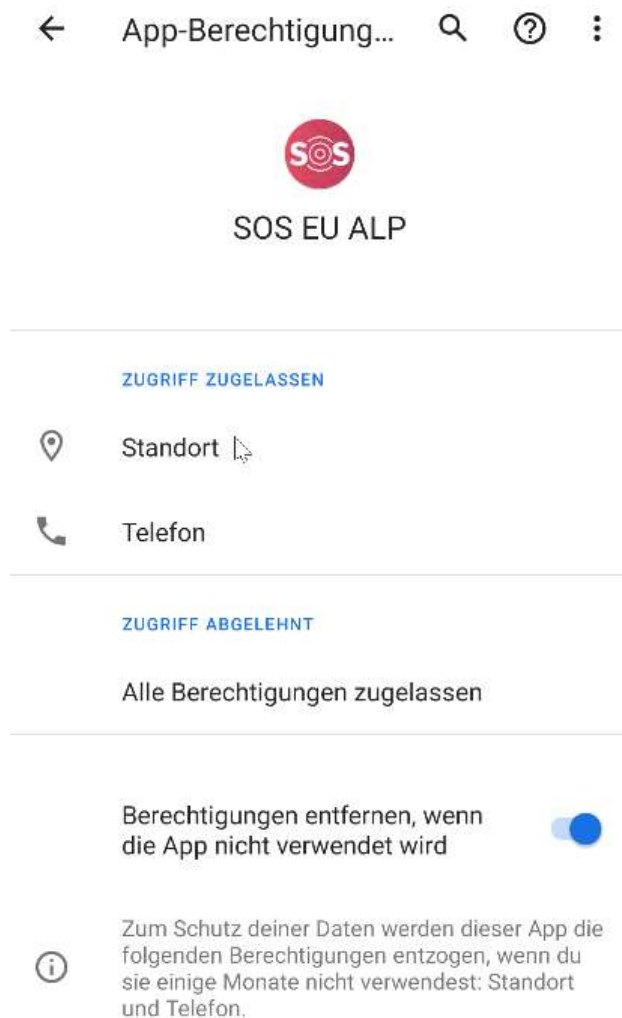 App-Berechtigung...
SOS
SOS EU ALP
ZUGRIFF ZUGELASSEN
Standort
Telefon
ZUGRIFF ABGELEHNT
Alle Berechtigungen zugelassen
Berechtigungen entfernen, wenn
die App nicht verwendet wird
Zum Schutz deiner Daten werden dieser App die
folgenden Berechtigungen entzogen, wenn du
sie einige Monate nicht verwendest: Standort
und Telefon.